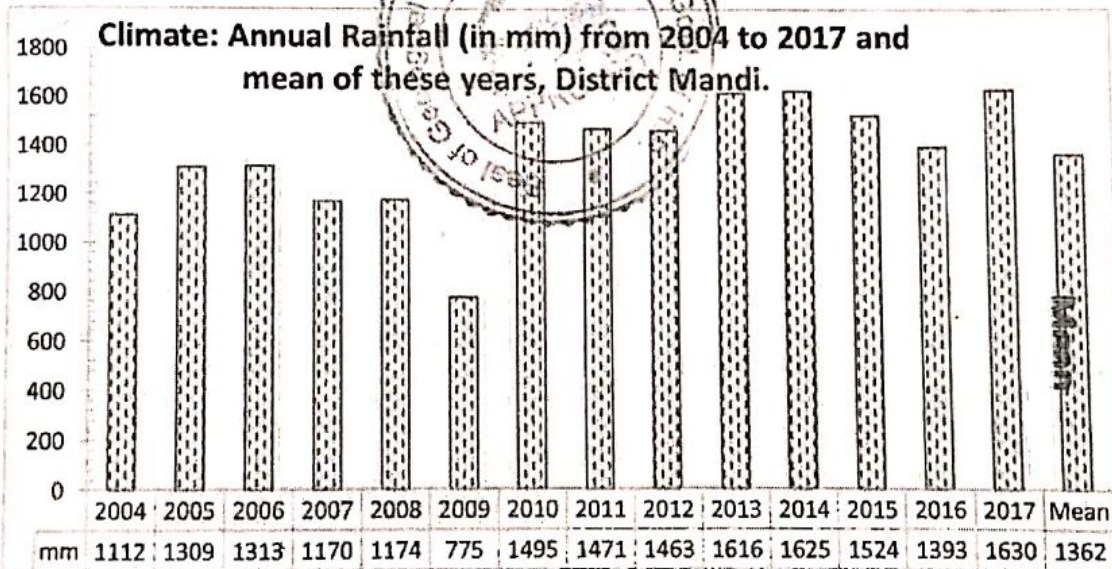 Climate: Annual Rainfall (in mm) from 2004 to 2017 and
mean of these years, District Mandi.
1800
1600
1400
1200
1000
800
600
400
200
0
Mean
2004 2005 2006 2007 2008 2009 2010 2011 2012 2013 2014 2015 2016 2017 Mean
mm 1112 1309 1313 1170 1174 775 1495 1471 1463 1616 1625 1524 1393 1630 1362